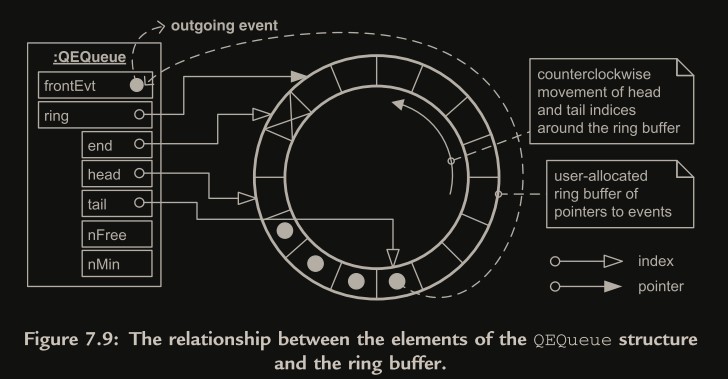 outgoing event
:QEQueue
frontEvt
ring
end
head
tail
nFree
nMin
counterclockwise
movement of head
and tail indices
around the ring buffer
user-allocated
ring buffer of
pointers to events
index
pointer
Figure 7.9: The relationship between the elements of the QEQueue structure
and the ring buffer.